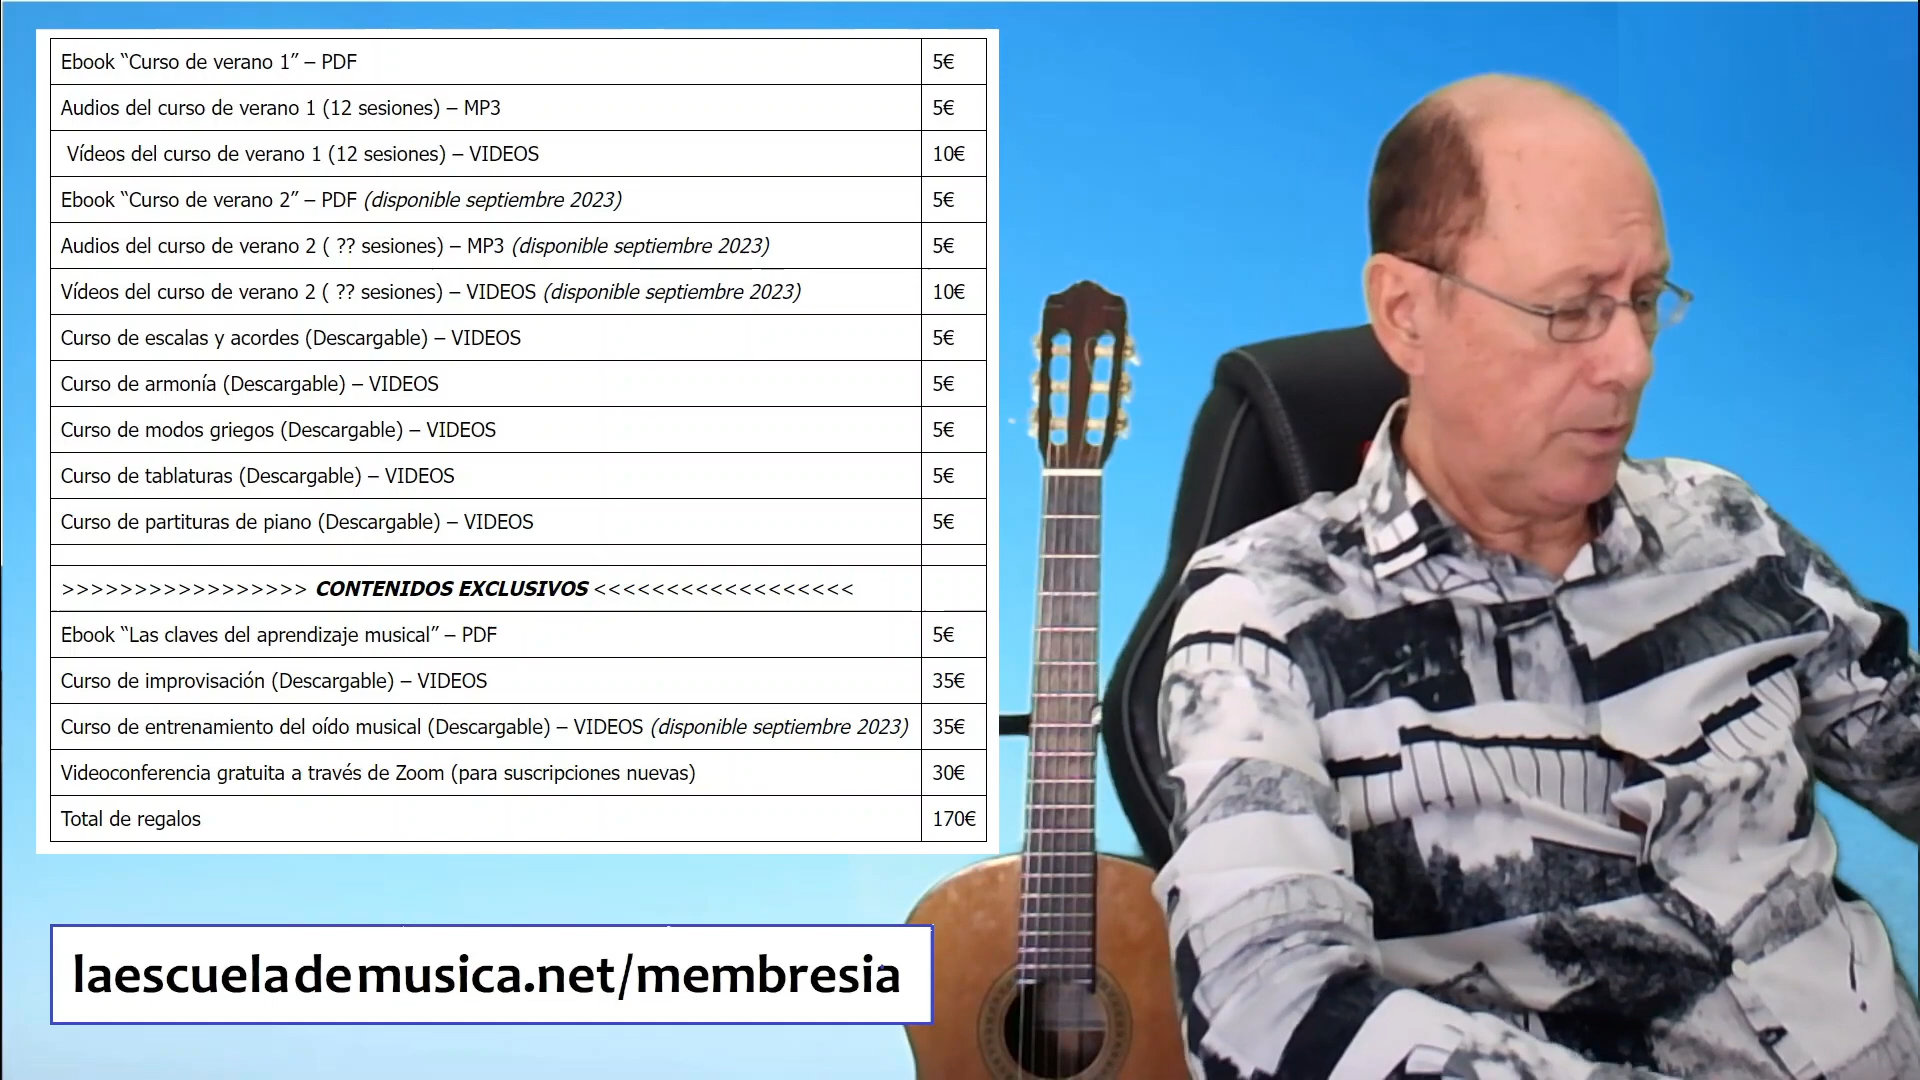 Ebook “Curso de verano 1” – PDF 5€
Audios del curso de verano 1 (12 sesiones) – MP3 5€
Vídeos del curso de verano 1 (12 sesiones) – VIDEOS 10€
Ebook “Curso de verano 2” – PDF (disponible septiembre 2023) 5€
Audios del curso de verano 2 ( ?? sesiones) – MP3 (disponible septiembre 2023) 5€
Vídeos del curso de verano 2 ( ?? sesiones) – VIDEOS (disponible septiembre 2023) 10€
Curso de escalas y acordes (Descargable) – VIDEOS 5€
Curso de armonía (Descargable) – VIDEOS 5€
Curso de modos griegos (Descargable) – VIDEOS 5€
Curso de tablaturas (Descargable) – VIDEOS 5€
Curso de partituras de piano (Descargable) – VIDEOS 5€
>>>>>>>>>>>>>>>>> CONTENIDOS EXCLUSIVOS <<<<<<<<<<<<<<<<<<
Ebook “Las claves del aprendizaje musical” – PDF 5€
Curso de improvisación (Descargable) – VIDEOS 35€
Curso de entrenamiento del oído musical (Descargable) – VIDEOS (disponible septiembre 2023) 35€
Videoconferencia gratuita a través de Zoom (para suscripciones nuevas) 30€
Total de regalos 170€
laescuelademusica.net/membresia